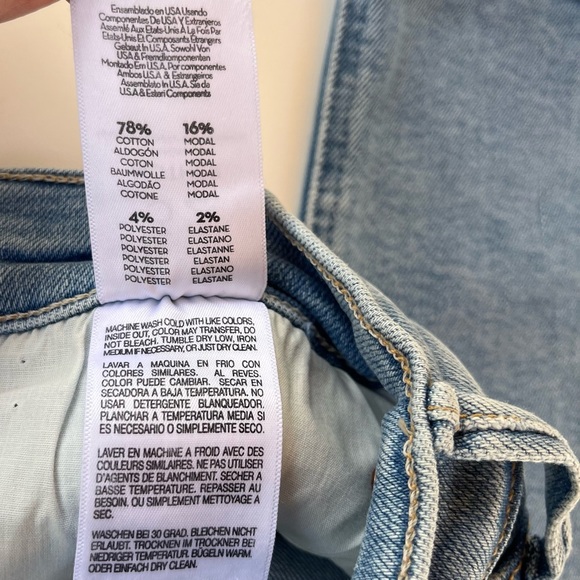 Ensamblado en USA Usando
Componentes De USA Y Extranjeros
Assemlé Aux Etats-Unis A La Fois Par
Etats-Unis Et Composants Étrangers
Gebaut In U.S.A. Sowohl Von
USA & Fremdkomponenten
Montado Em U.S.A. Por componentes
Ambos U.S.A & Estrangeiros
Assemblato In U.S.A. Sia da
U.S.A & Esteri Components
78% 16%
COTTON MODAL
ALDOGÓN MODAL
COTON MODAL
BAUMWOLLE MODAL
ALGODÃO MODAL
COTONE MODAL
4% 2%
POLYESTER ELASTANE
POLYESTER ELASTANO
POLYESTER ELASTANNE
POLYESTER ELASTAN
POLYESTER ELASTANO
POLYESTER ELASTANE
MACHINE WASH COLD WITH LIKE COLORS,
INSIDE OUT, COLOR MAY TRANSFER, DO
NOT BLEACH. TUMBLE DRY LOW, IRON
MEDIUM IF NECESSARY, OR JUST DRY CLEAN.
LAVAR A MAQUINA EN FRIO CON
COLORES SIMILARES. AL REVES.
COLOR PUEDE CAMBIAR. SECAR EN
SECADORA A BAJA TEMPERATURA. NO
USAR DETERGENTE BLANQUEADOR,
PLANCHAR A TEMPERATURA MEDIA SI
ES NECESARIO O SIMPLEMENTE SECO.
LAVER EN MACHINE A FROID AVEC DES
COULEURS SIMILAIRES. NE PAS UTILISER
D'AGENTS DE BLANCHIMENT. SECHER A
BASSE TEMPERATURE. REPASSER AU
BESOIN. OU SIMPLEMENT NETTOYAGE A
SEC.
WASCHEN BEI 30 GRAD. BLEICHEN NICHT
ERLAUBT. TROCKNEN IM TROCKNER BEI
NIEDRIGER TEMPERATUR. BÜGELN WARM.
ODER EINFACH DRY CLEAN.